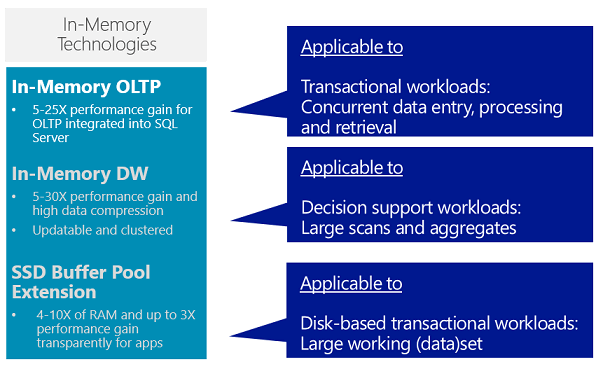 In-Memory
Technologies
In-Memory OLTP
• 5-25X performance gain for
OLTP integrated into SQL
Server
In-Memory DW
• 5-30X performance gain and
high data compression
• Updatable and clustered
SSD Buffer Pool
Extension
• 4-10X of RAM and up to 3X
performance gain
transparently for apps
Applicable to
Transactional workloads:
Concurrent data entry, processing
and retrieval
Applicable to
Decision support workloads:
Large scans and aggregates
Applicable to
Disk-based transactional workloads:
Large working (data)set